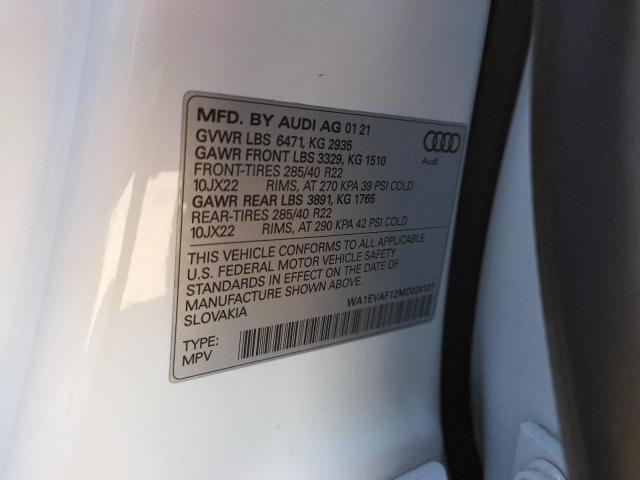 MFD. BY AUDI AG 01 21
GVWR LBS 6471, KG 2935
GAWR FRONT LBS 3329, KG 1510
FRONT-TIRES 285/40 R22
10JX22 RIMS, AT 270 KPA 39 PSI COLD
GAWR REAR LBS 3891, KG 1765
REAR-TIRES 285/40 R22
10JX22 RIMS, AT 290 KPA 42 PSI COLD
Audi
THIS VEHICLE CONFORMS TO ALL APPLICABLE
U.S. FEDERAL MOTOR VEHICLE SAFETY
STANDARDS IN EFFECT ON THE DATE OF
MANUFACTURE SHOWN ABOVE.
SLOVAKIA
WA1EVAF12MD024127
TYPE:
MPV